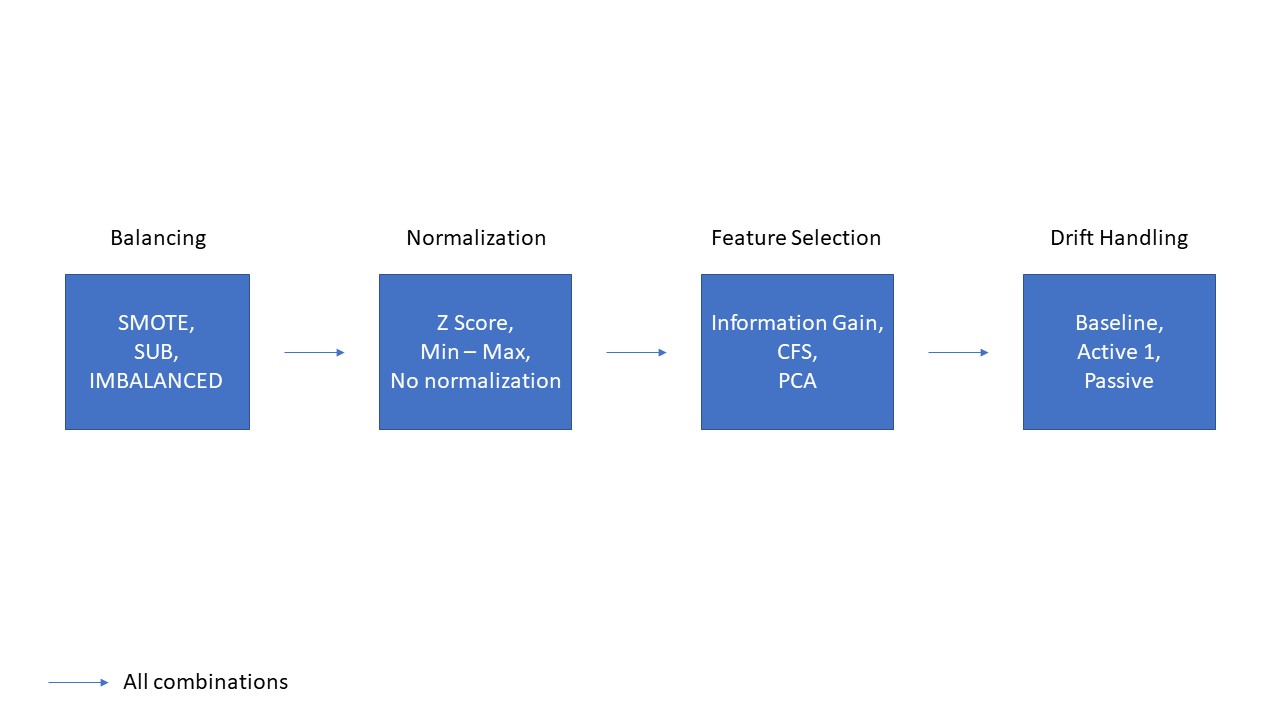 Balancing
Normalization
Feature Selection
Drift Handling
SMOTE,
SUB,
IMBALANCED
Z Score,
Min – Max,
No normalization
Information Gain,
CFS,
PCA
Baseline,
Active 1,
Passive
All combinations